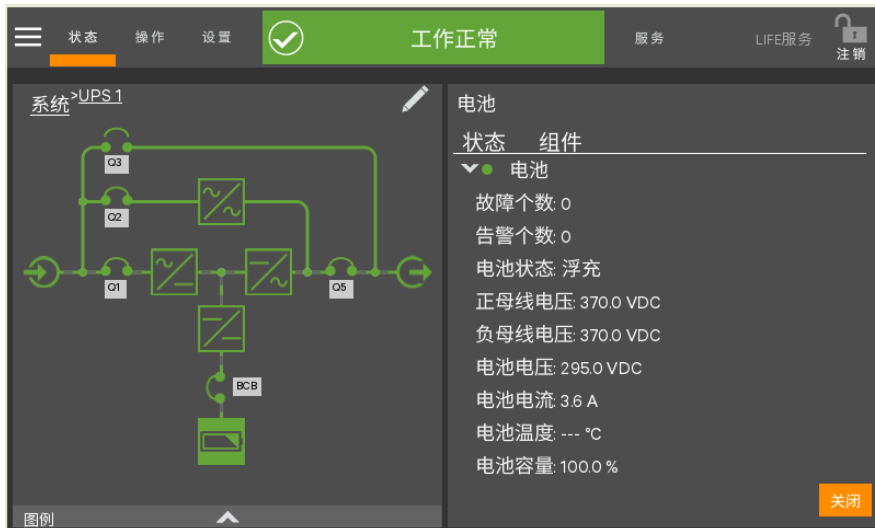 状态 操作 设置 工作正常 服务 LIFE服务 注销
系统>UPS 1
Q3
Q2
Q1
Q5
BCB
图例
电池
状态 组件
电池
故障个数: 0
告警个数: 0
电池状态: 浮充
正母线电压: 370.0 VDC
负母线电压: 370.0 VDC
电池电压: 295.0 VDC
电池电流: 3.6 A
电池温度: --- °C
电池容量: 100.0 %
关闭